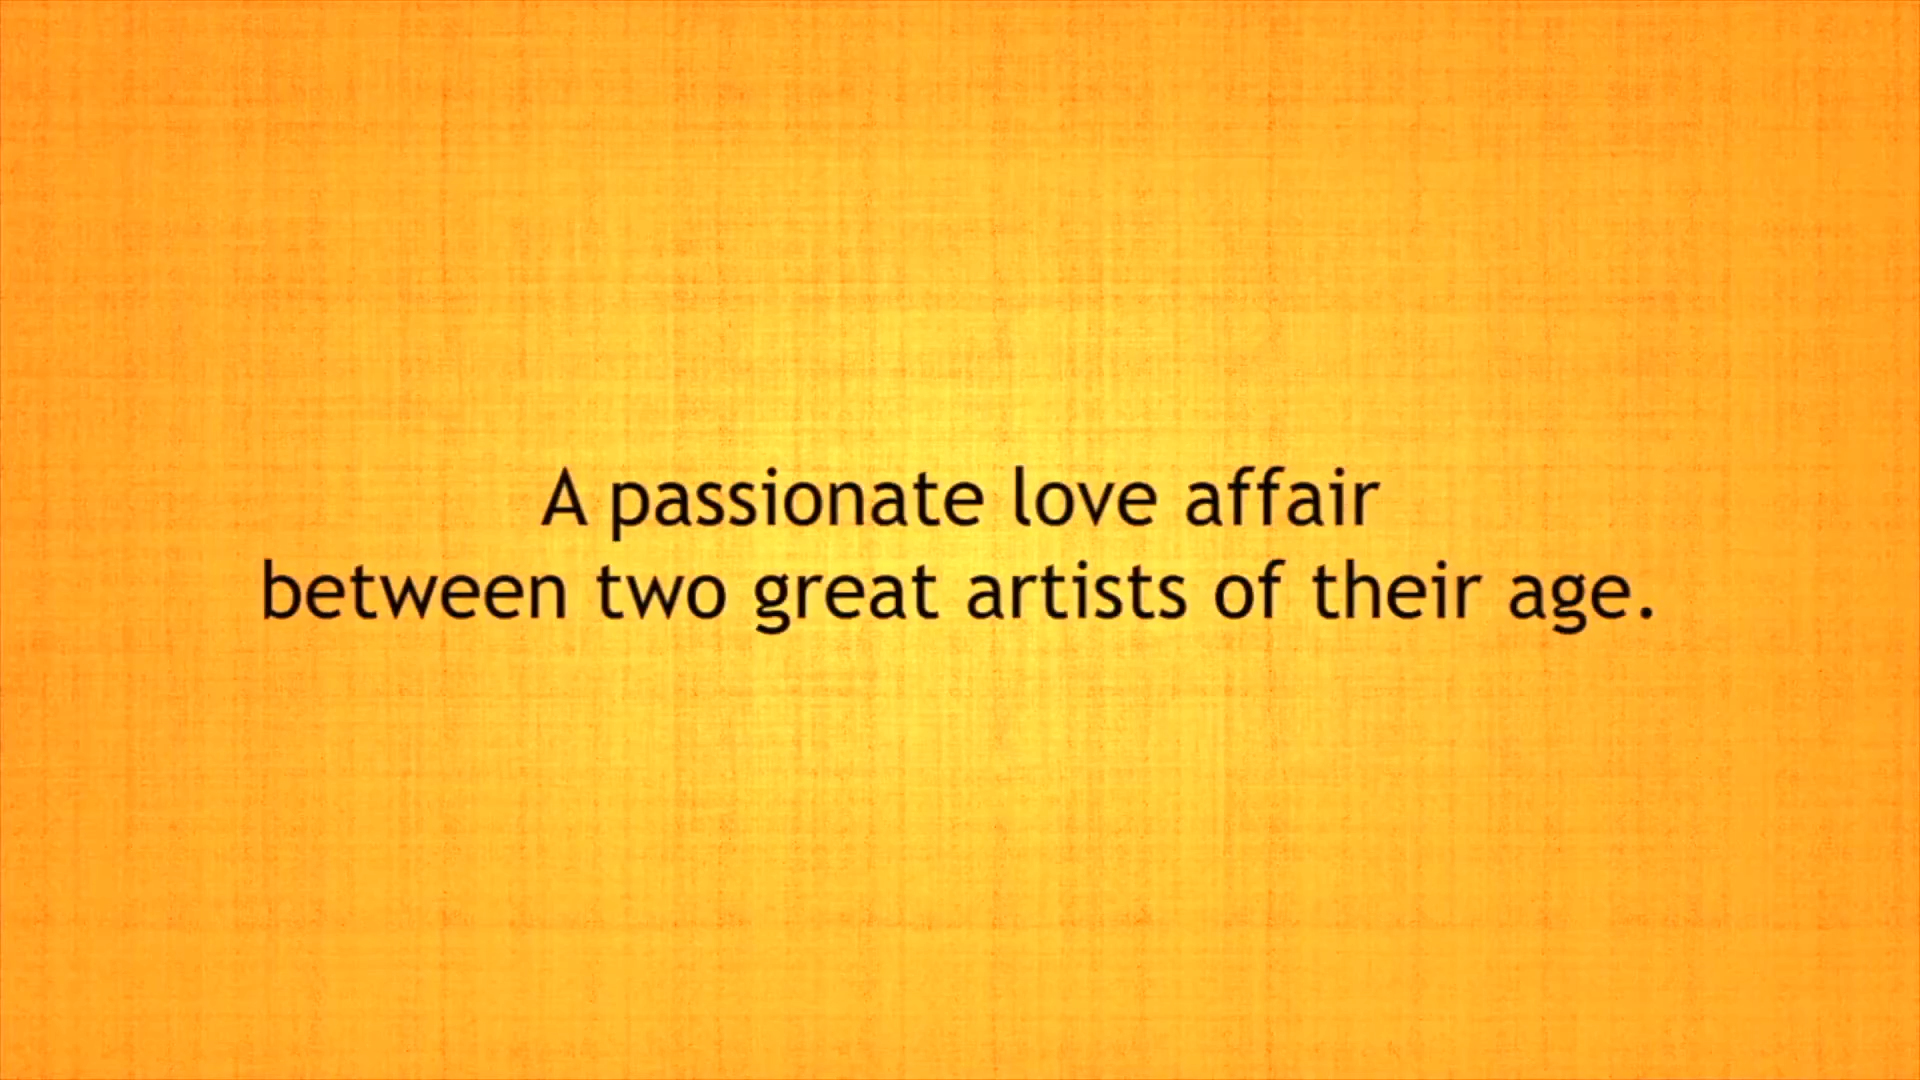 A passionate love affair
between two great artists of their age.